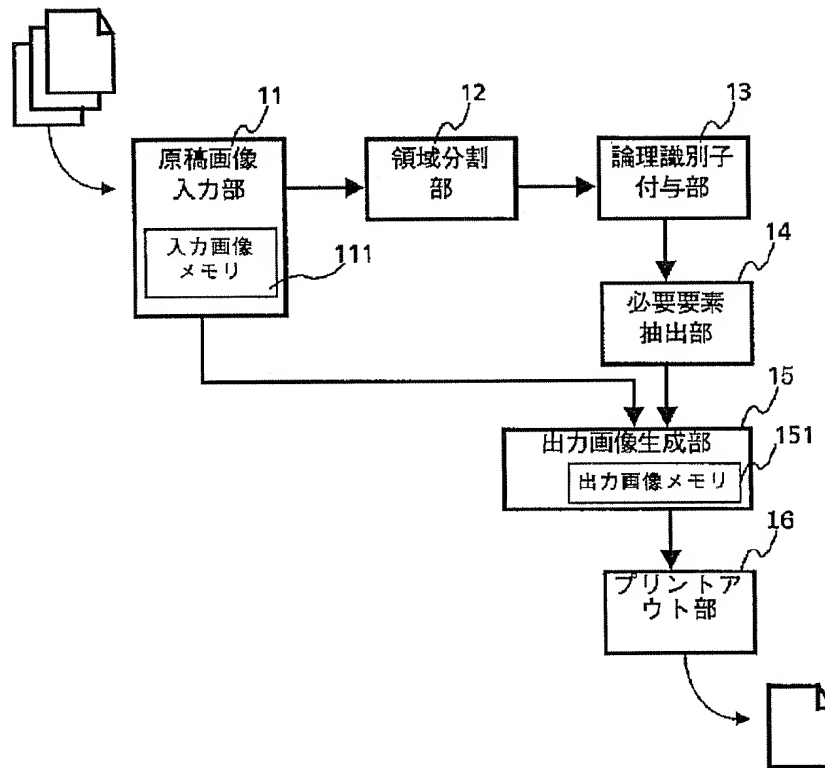 11
原稿画像
入力部
入力画像
メモリ
111
12
領域分割
部
13
論理識別子
付与部
14
必要要素
抽出部
15
出力画像生成部
151
出力画像メモリ
16
プリントア
ウト部